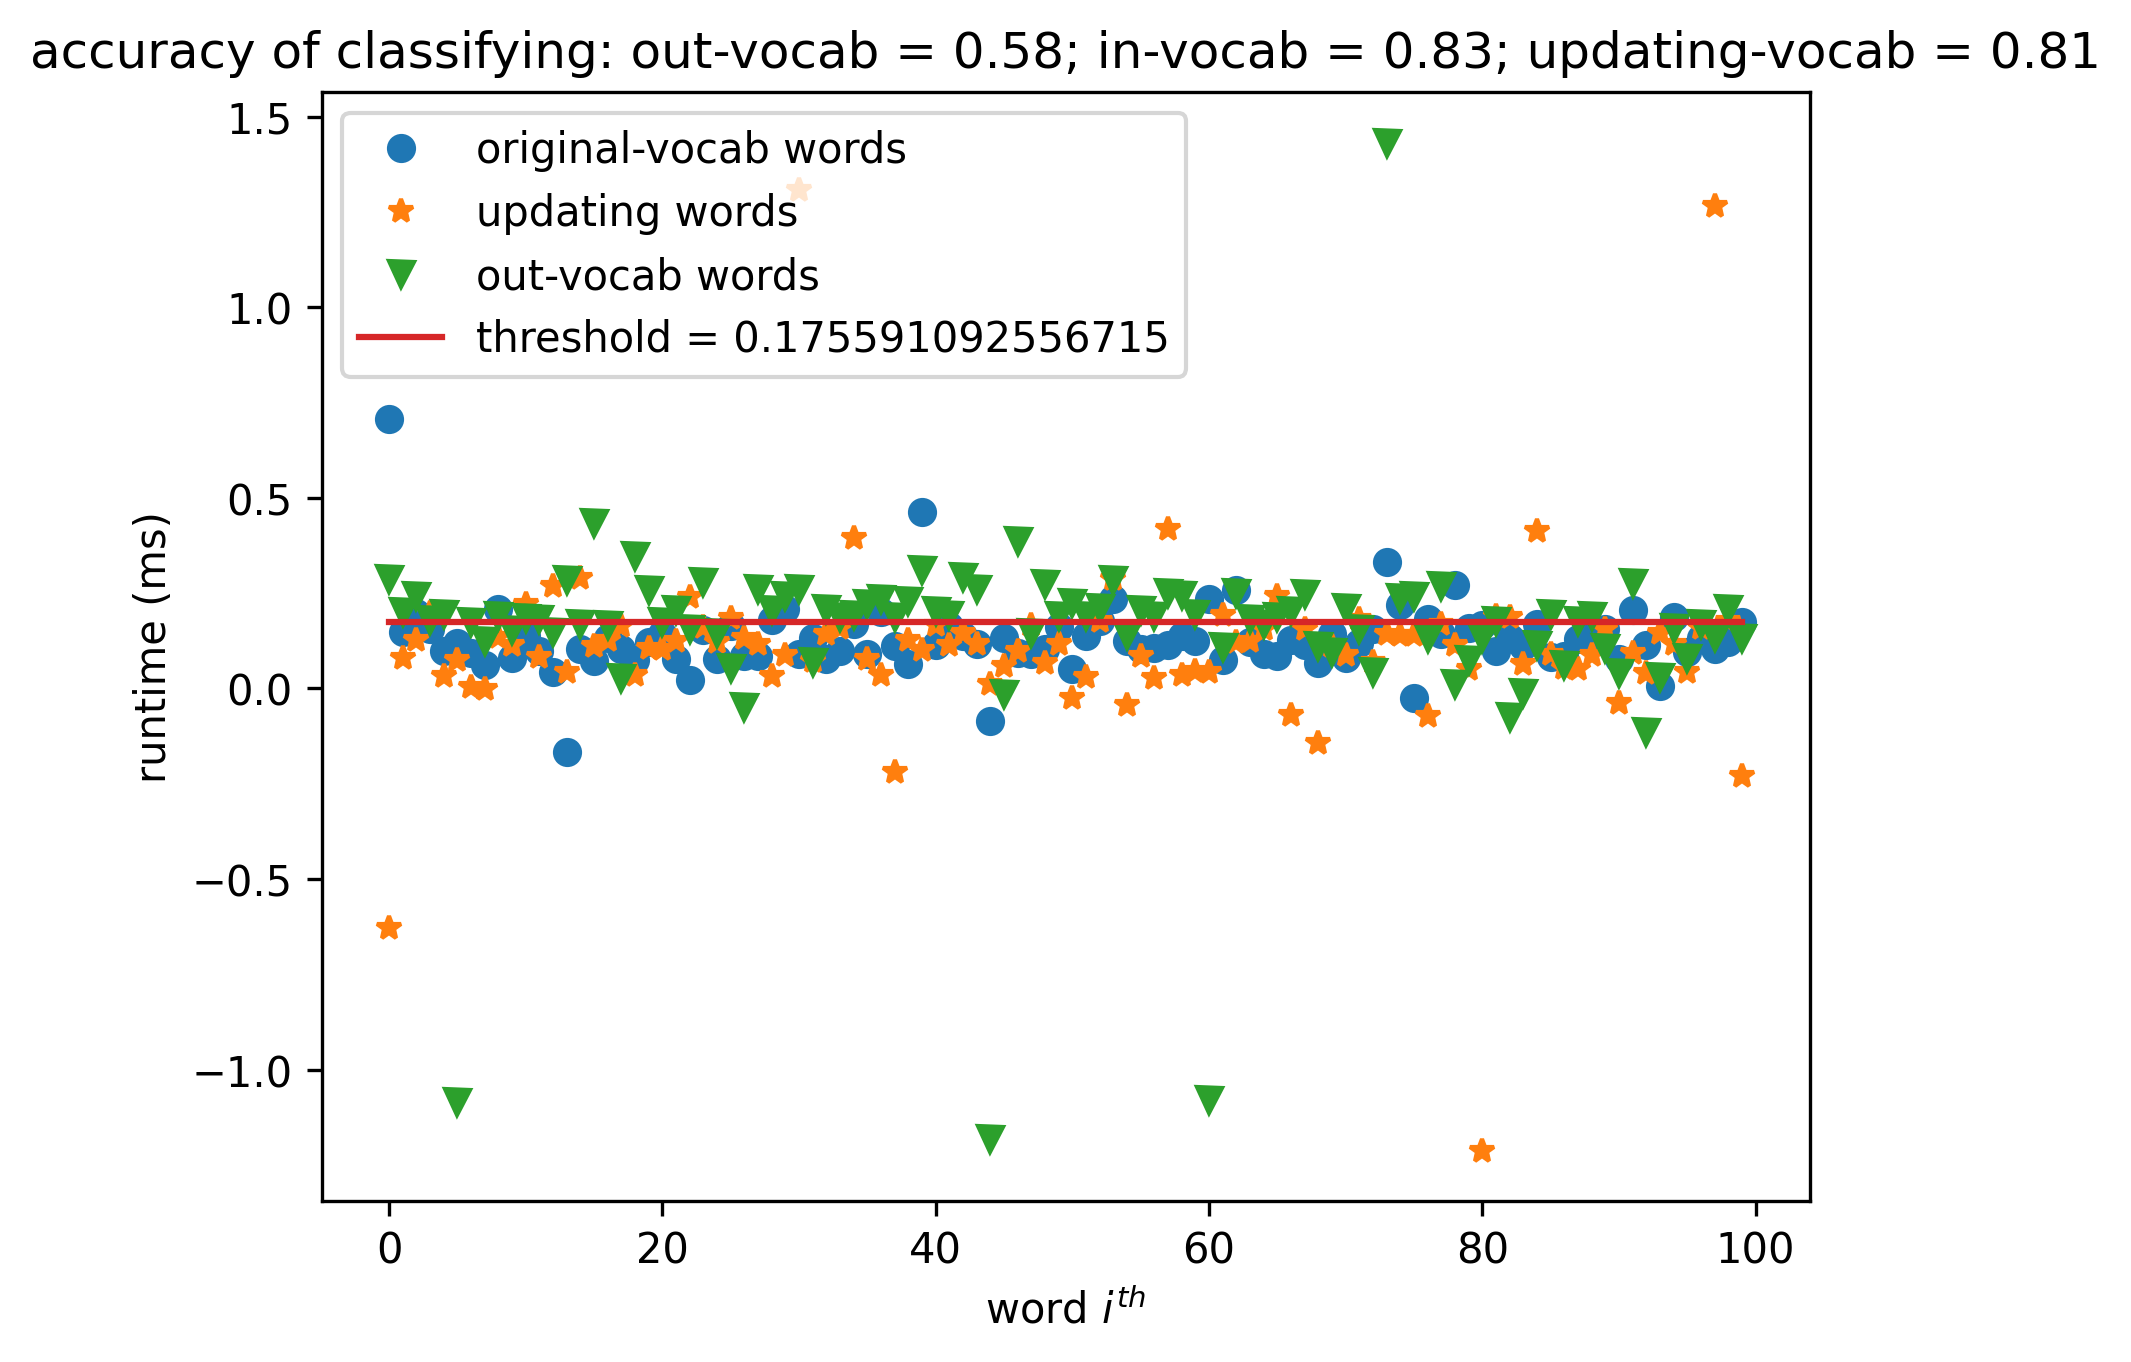 accuracy of classifying: out-vocab = 0.58; in-vocab = 0.83; updating-vocab = 0.81
original-vocab words
updating words
out-vocab words
threshold = 0.175591092556715
1.5
1.0
0.5
0.0
−0.5
−1.0
runtime (ms)
0 20 40 60 80 100
word i^th